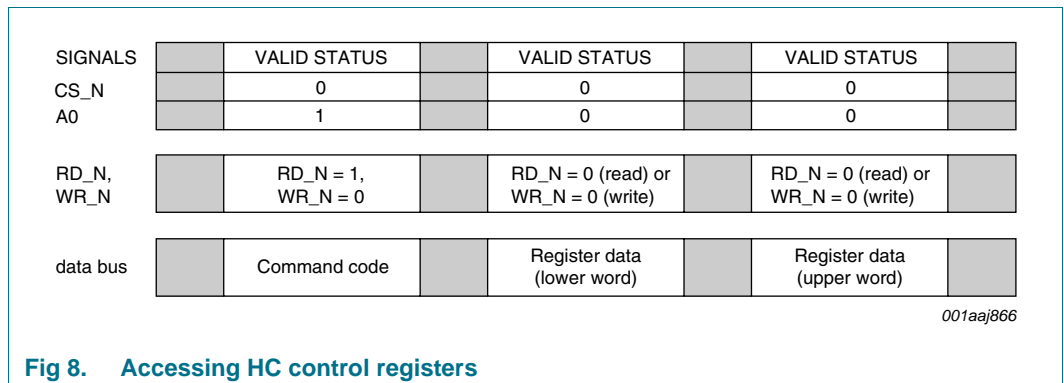 SIGNALS VALID STATUS VALID STATUS VALID STATUS
CS_N 0 0 0
A0 1 0 0
RD_N, RD_N = 1, RD_N = 0 (read) or RD_N = 0 (read) or
WR_N WR_N = 0 WR_N = 0 (write) WR_N = 0 (write)
data bus Command code Register data Register data
(lower word) (upper word)
001aaj866
Fig 8. Accessing HC control registers